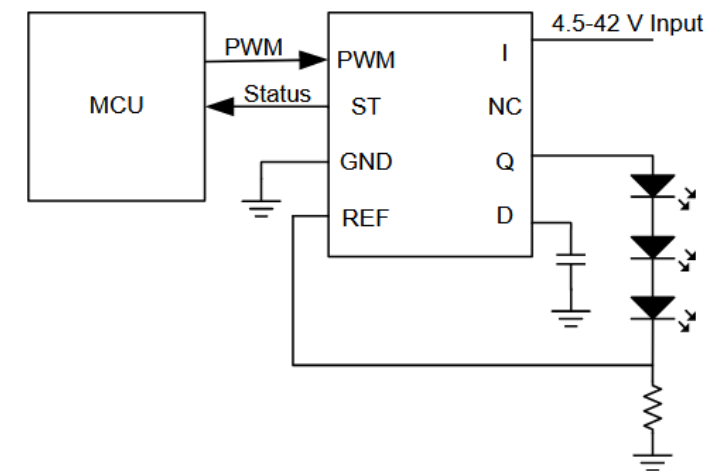 4.5-42 V Input
PWM
PWM
I
MCU
Status
ST
NC
GND
Q
REF
D